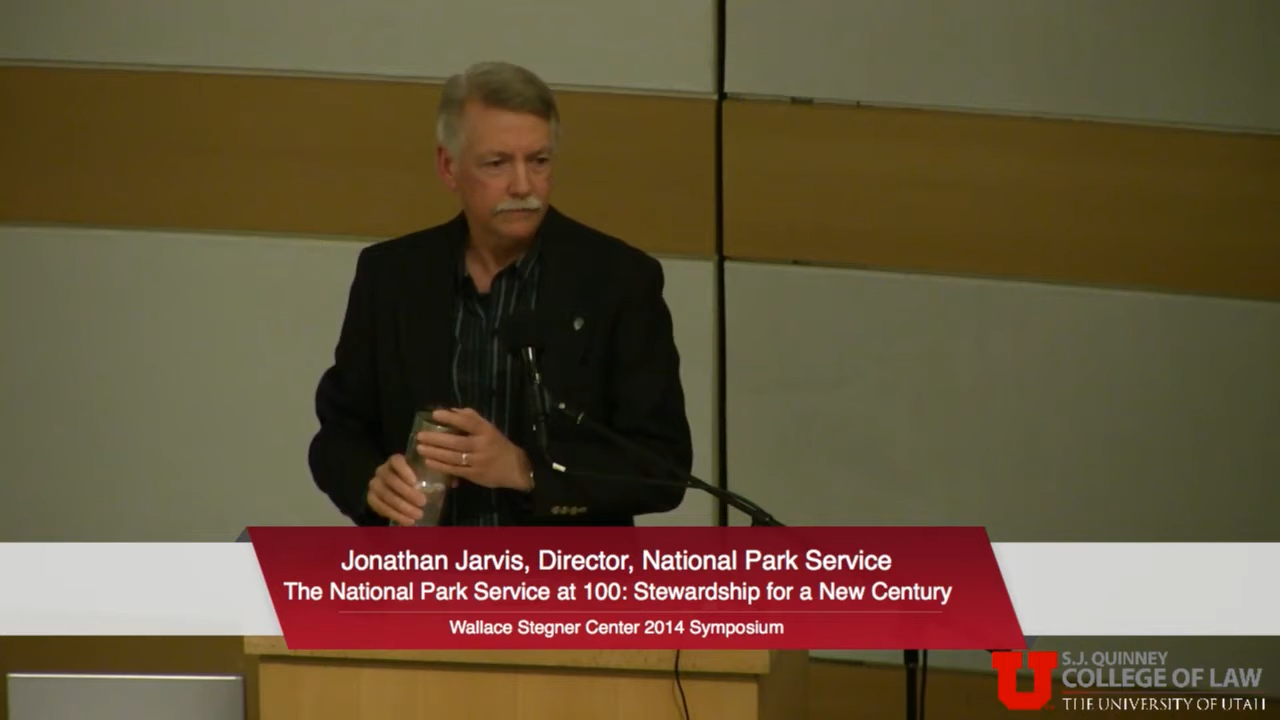 Jonathan Jarvis, Director, National Park Service
The National Park Service at 100: Stewardship for a New Century
Wallace Stegner Center 2014 Symposium
S.J. QUINNEY
COLLEGE OF LAW
THE UNIVERSITY OF UTAH